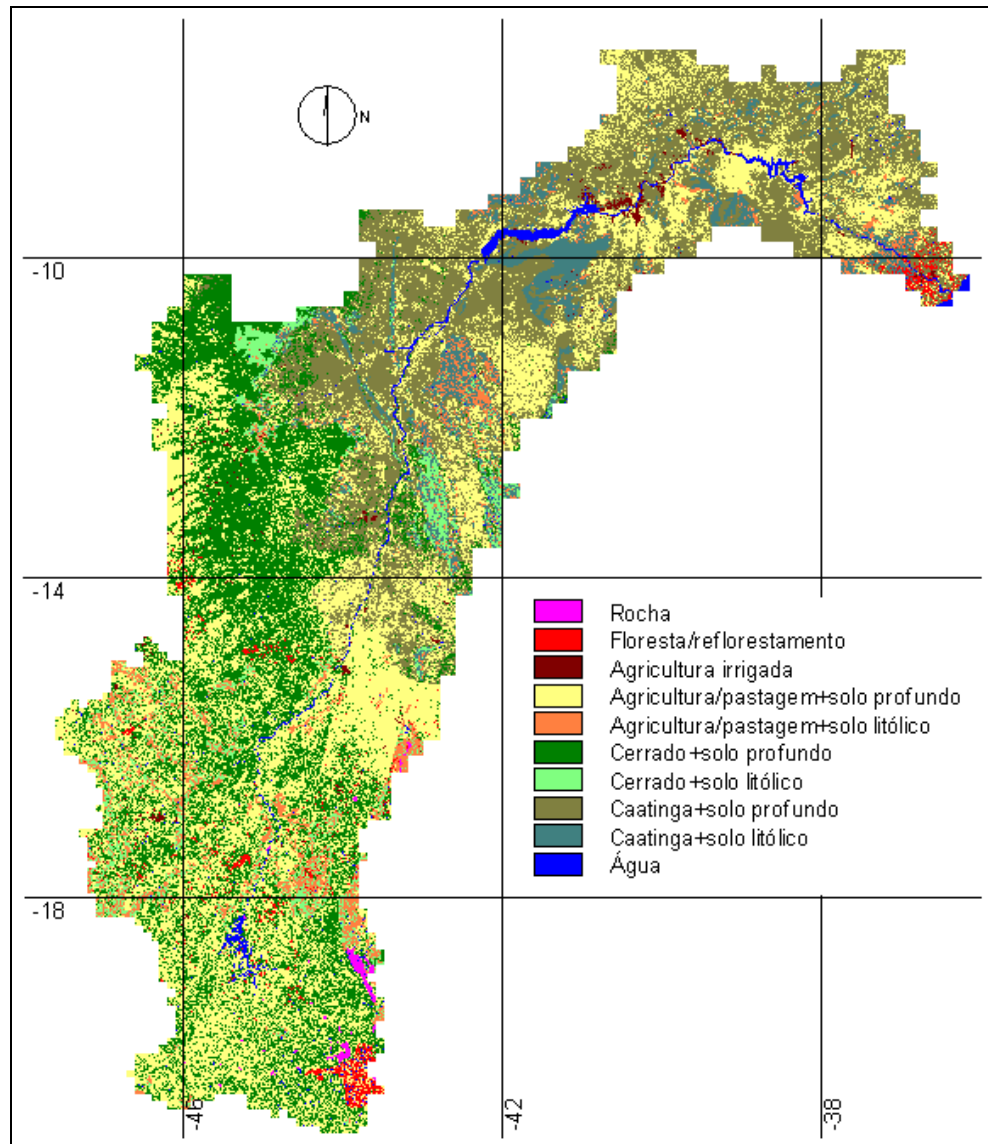 N
-10
-14
Rocha
Floresta/reflorestamento
Agricultura irrigada
Agricultura/pastagem+solo profundo
Agricultura/pastagem+solo litólico
Cerrado+solo profundo
Cerrado+solo litólico
Caatinga+solo profundo
Caatinga+solo litólico
Água
-18
-46
-42
-38